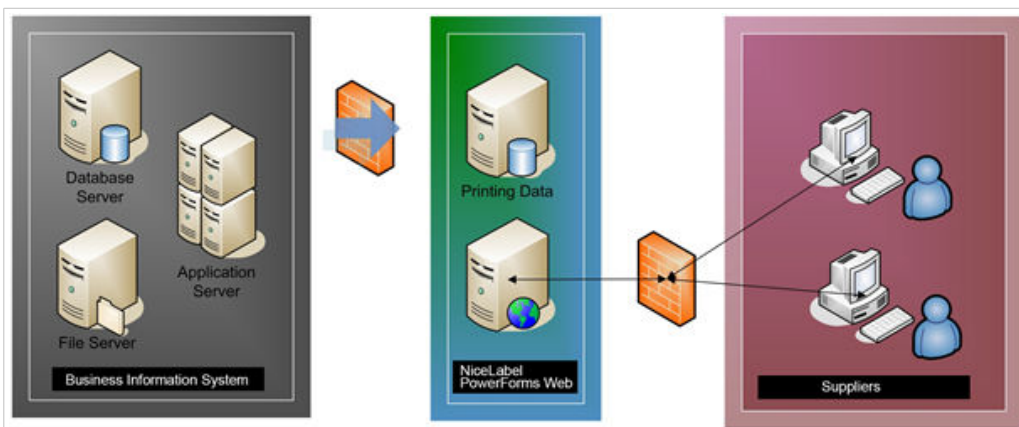 Database
Server
Application
Server
File Server
Business Information System
Printing Data
NiceLabel
PowerForms Web
Suppliers